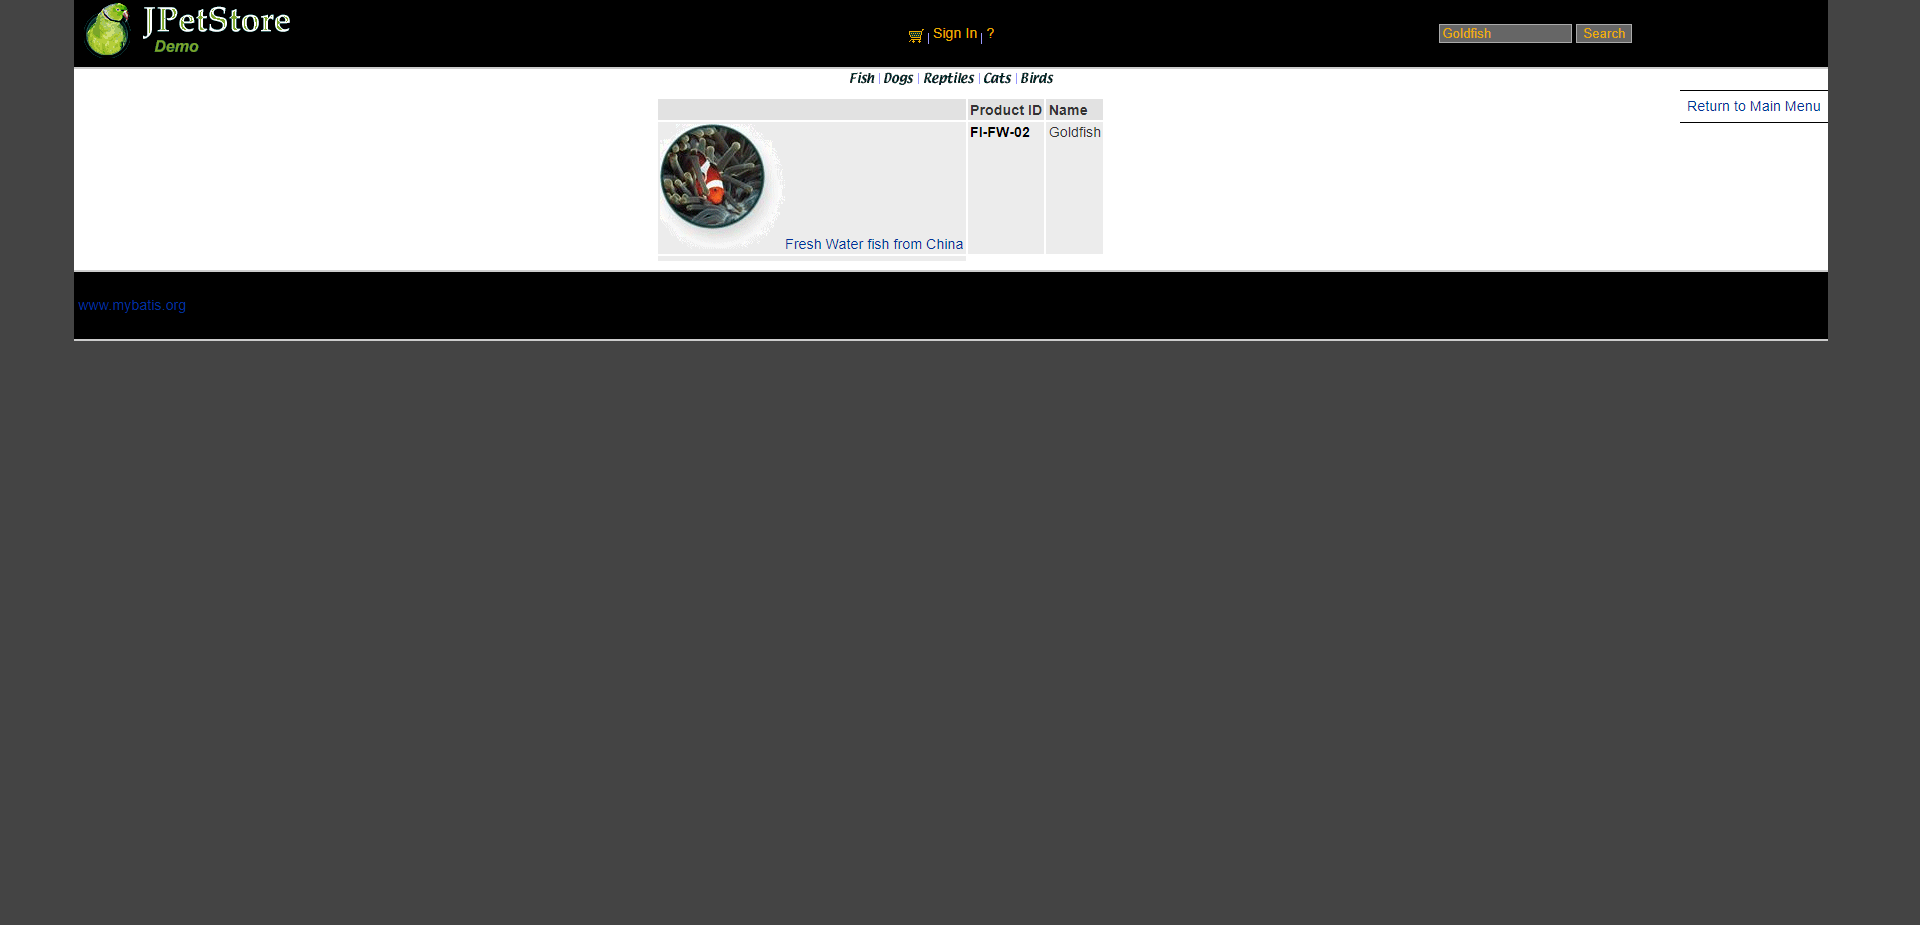 JPetStore
Demo
Sign In
?
Goldfish
Search
Fish
Dogs
Reptiles
Cats
Birds
Return to Main Menu
Product ID
Name
Fresh Water fish from China
FI-FW-02
Goldfish
www.mybatis.org